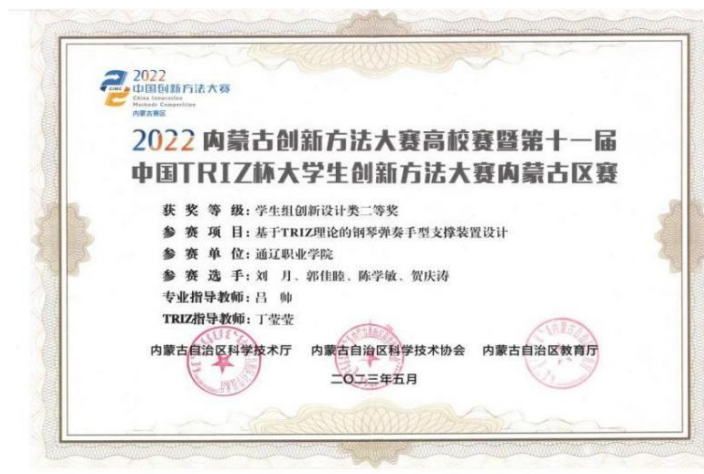 2022
中国创新方法大赛
China Innovation
Methods Competition
内蒙古赛区
2022内蒙古创新方法大赛高校赛暨第十一届
中国TRIZ杯大学生创新方法大赛内蒙古区赛
获奖等级：学生组创新设计类二等奖
参赛项目：基于TRIZ理论的钢琴弹奏手型支撑装置设计
参赛单位：通辽职业学院
参赛选手：刘 月、郭佳睦、陈学敏、贺庆涛
专业指导教师：吕 帅
TRIZ指导教师：丁莹莹
内蒙古自治区科学技术厅 内蒙古自治区科学技术协会 内蒙古自治区教育厅
二〇二三年五月